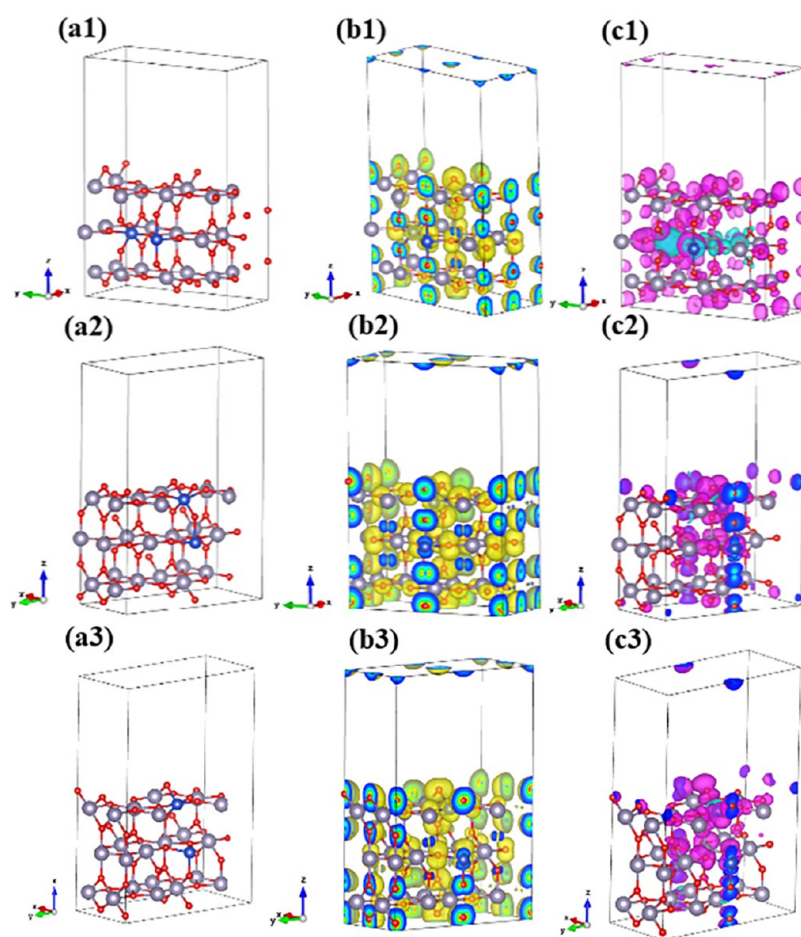 (a1) (b1) (c1)
z y x
z y x
z y x
(a2) (b2) (c2)
z x y
z y x
z x y
(a3) (b3) (c3)
x y
z x y
z x y